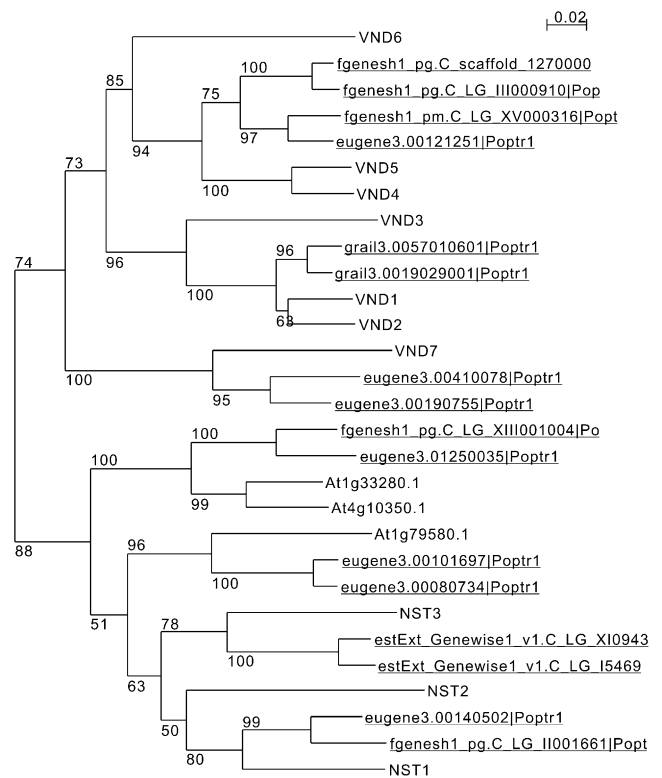 0.02
VND6
fgenesh1_pg.C_scaffold_1270000
100
85
fgenesh1_pg.C_LG_III000910|Pop
75
fgenesh1_pm.C_LG_XV000316|Popt
97
eugene3.00121251|Poptr1
94
VND5
73
100
VND4
VND3
96
grail3.0057010601|Poptr1
96
74
grail3.0019029001|Poptr1
100
VND1
63
VND2
VND7
100
eugene3.00410078|Poptr1
95
eugene3.00190755|Poptr1
fgenesh1_pg.C_LG_XIII001004|Po
100
eugene3.01250035|Poptr1
100
At1g33280.1
99
At4g10350.1
At1g79580.1
96
88
eugene3.00101697|Poptr1
100
eugene3.00080734|Poptr1
NST3
51
78
estExt_Genewise1_v1.C_LG_XI0943
100
estExt_Genewise1_v1.C_LG_I5469
63
NST2
eugene3.00140502|Poptr1
99
50
fgenesh1_pg.C_LG_II001661|Popt
80
NST1